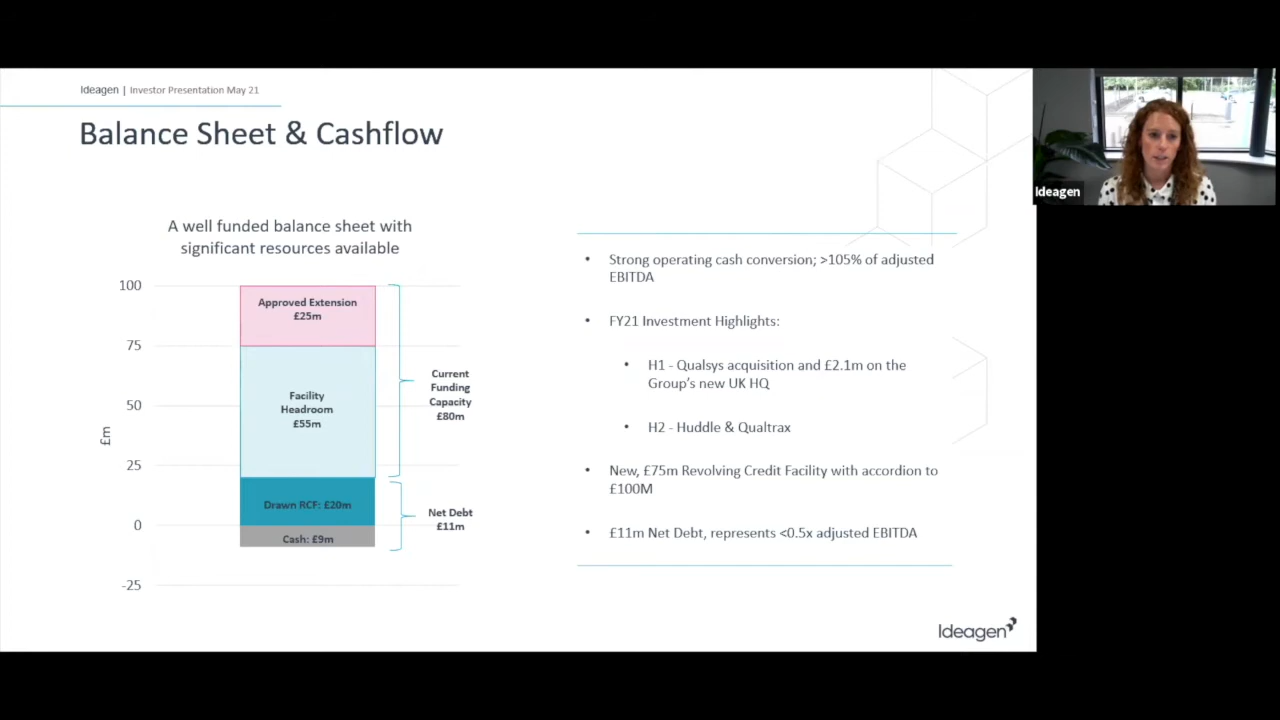 Ideagen | Investor Presentation May 21
Balance Sheet & Cashflow
A well funded balance sheet with
significant resources available
100
75
50
25
0
-25
£m
Approved Extension
£25m
Facility
Headroom
£55m
Drawn RCF: £20m
Cash: £9m
Current
Funding
Capacity
£80m
Net Debt
£11m
• Strong operating cash conversion; >105% of adjusted
EBITDA
• FY21 Investment Highlights:
• H1 - Qualsys acquisition and £2.1m on the
Group's new UK HQ
• H2 - Huddle & Qualtrax
• New, £75m Revolving Credit Facility with accordion to
£100M
• £11m Net Debt, represents <0.5x adjusted EBITDA
Ideagen
Ideagen